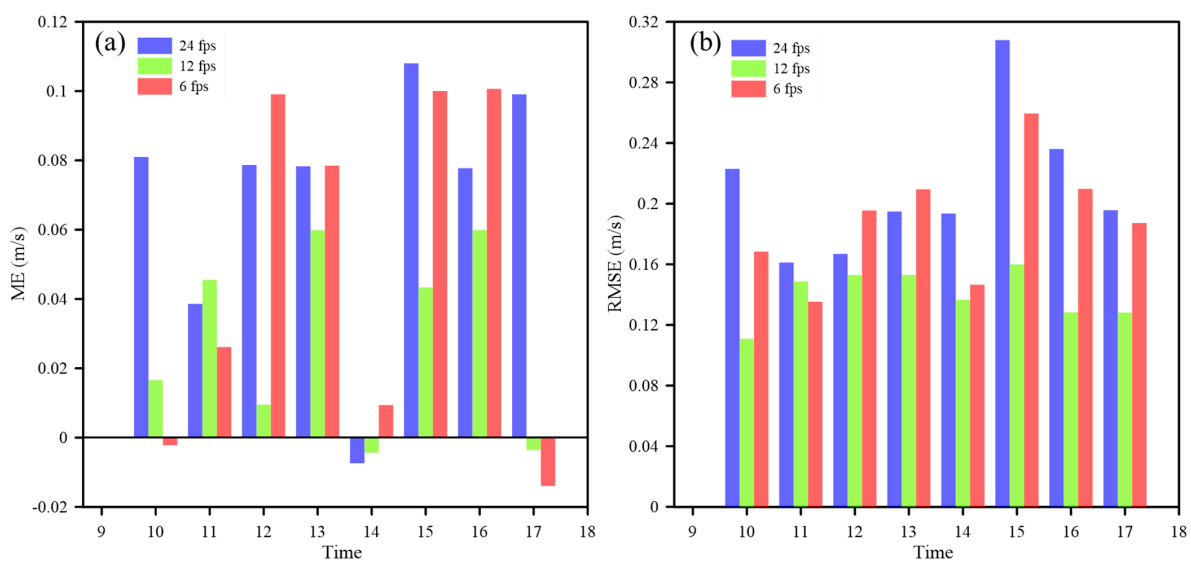 (a)
24 fps
12 fps
6 fps
ME (m/s)
0.12
0.1
0.08
0.06
0.04
0.02
0
-0.02
9 10 11 12 13 14 15 16 17 18
Time
(b)
24 fps
12 fps
6 fps
RMSE (m/s)
0.32
0.28
0.24
0.2
0.16
0.12
0.08
0.04
0
9 10 11 12 13 14 15 16 17 18
Time